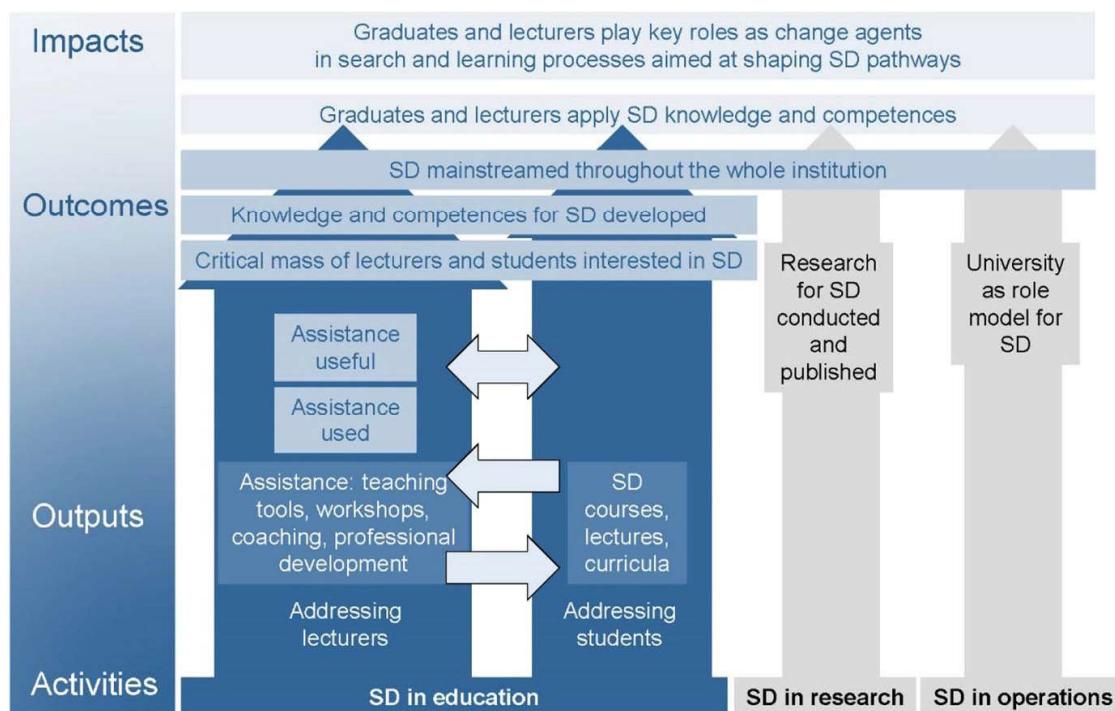 Impacts
Graduates and lecturers play key roles as change agents
in search and learning processes aimed at shaping SD pathways
Graduates and lecturers apply SD knowledge and competences
SD mainstreamed throughout the whole institution
Outcomes
Knowledge and competences for SD developed
Critical mass of lecturers and students interested in SD
Research
for SD
conducted
and
published
University
as role
model for
SD
Assistance
useful
Assistance
used
Outputs
Assistance: teaching
tools, workshops,
coaching, professional
development
SD
courses,
lectures,
curricula
Addressing
lecturers
Addressing
students
Activities
SD in education
SD in research
SD in operations